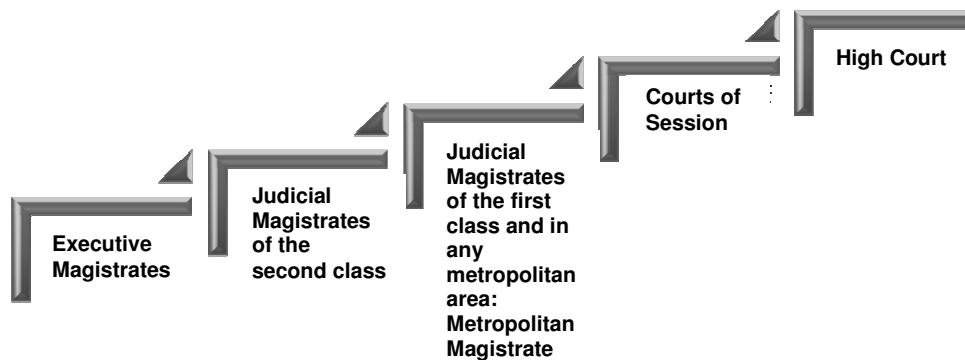 Executive
Magistrates
Judicial
Magistrates
of the
second class
Judicial
Magistrates
of the first
class and in
any
metropolitan
area:
Metropolitan
Magistrate
Courts of
Session
High Court